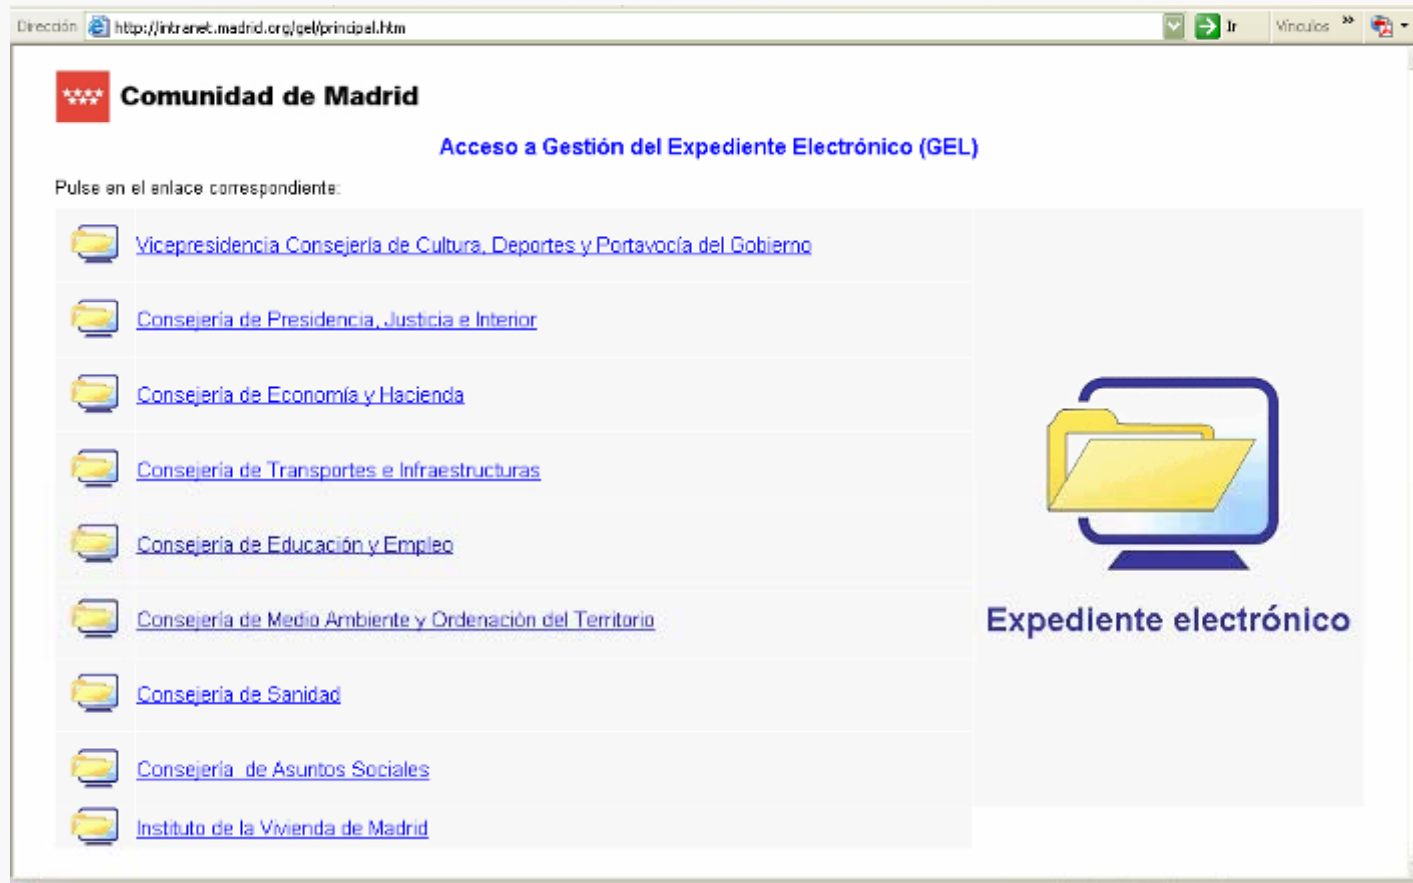 Dirección http://intranet.madrid.org/gel/principal.htm Ir Vínculos »
Comunidad de Madrid
Acceso a Gestión del Expediente Electrónico (GEL)
Pulse en el enlace correspondiente:
Vicepresidencia Consejería de Cultura, Deportes y Portavocía del Gobierno
Consejería de Presidencia, Justicia e Interior
Consejería de Economía y Hacienda
Consejería de Transportes e Infraestructuras
Consejería de Educación y Empleo
Consejería de Medio Ambiente y Ordenación del Territorio
Expediente electrónico
Consejería de Sanidad
Consejería de Asuntos Sociales
Instituto de la Vivienda de Madrid